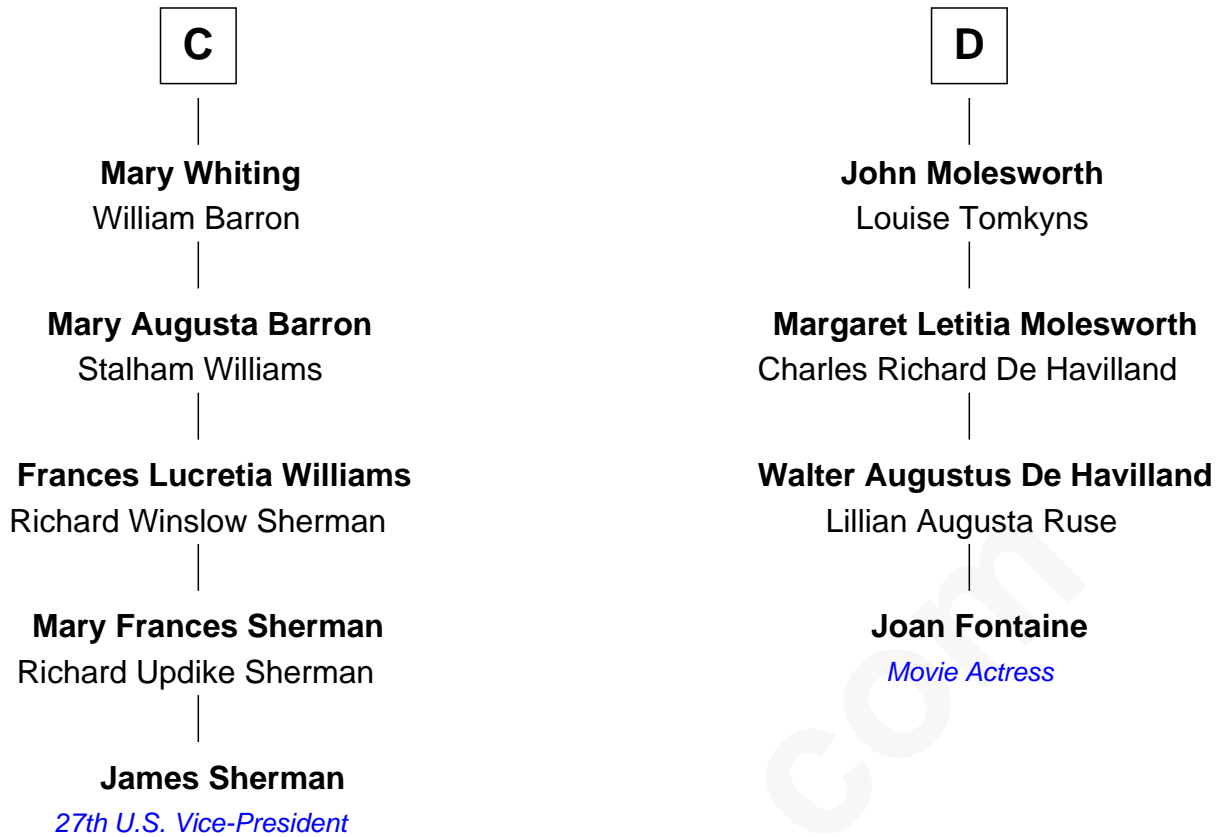 C
Mary Whiting
William Barron
Mary Augusta Barron
Stalham Williams
Frances Lucretia Williams
Richard Winslow Sherman
Mary Frances Sherman
Richard Updike Sherman
James Sherman
27th U.S. Vice-President
D
John Molesworth
Louise Tomkyns
Margaret Letitia Molesworth
Charles Richard De Havilland
Walter Augustus De Havilland
Lillian Augusta Ruse
Joan Fontaine
Movie Actress
com